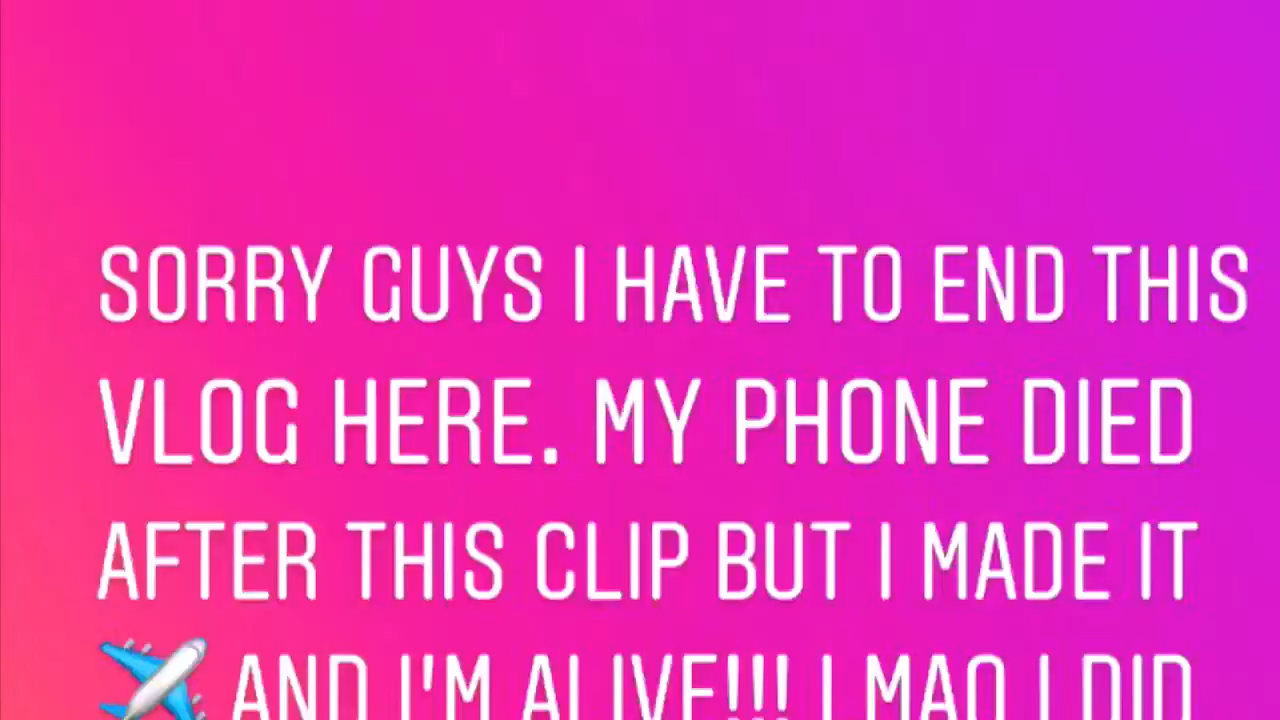 SORRY GUYS I HAVE TO END THIS
VLOG HERE. MY PHONE DIED
AFTER THIS CLIP BUT I MADE IT
✈️ AND I'M ALIVE!!! LMAO I DID